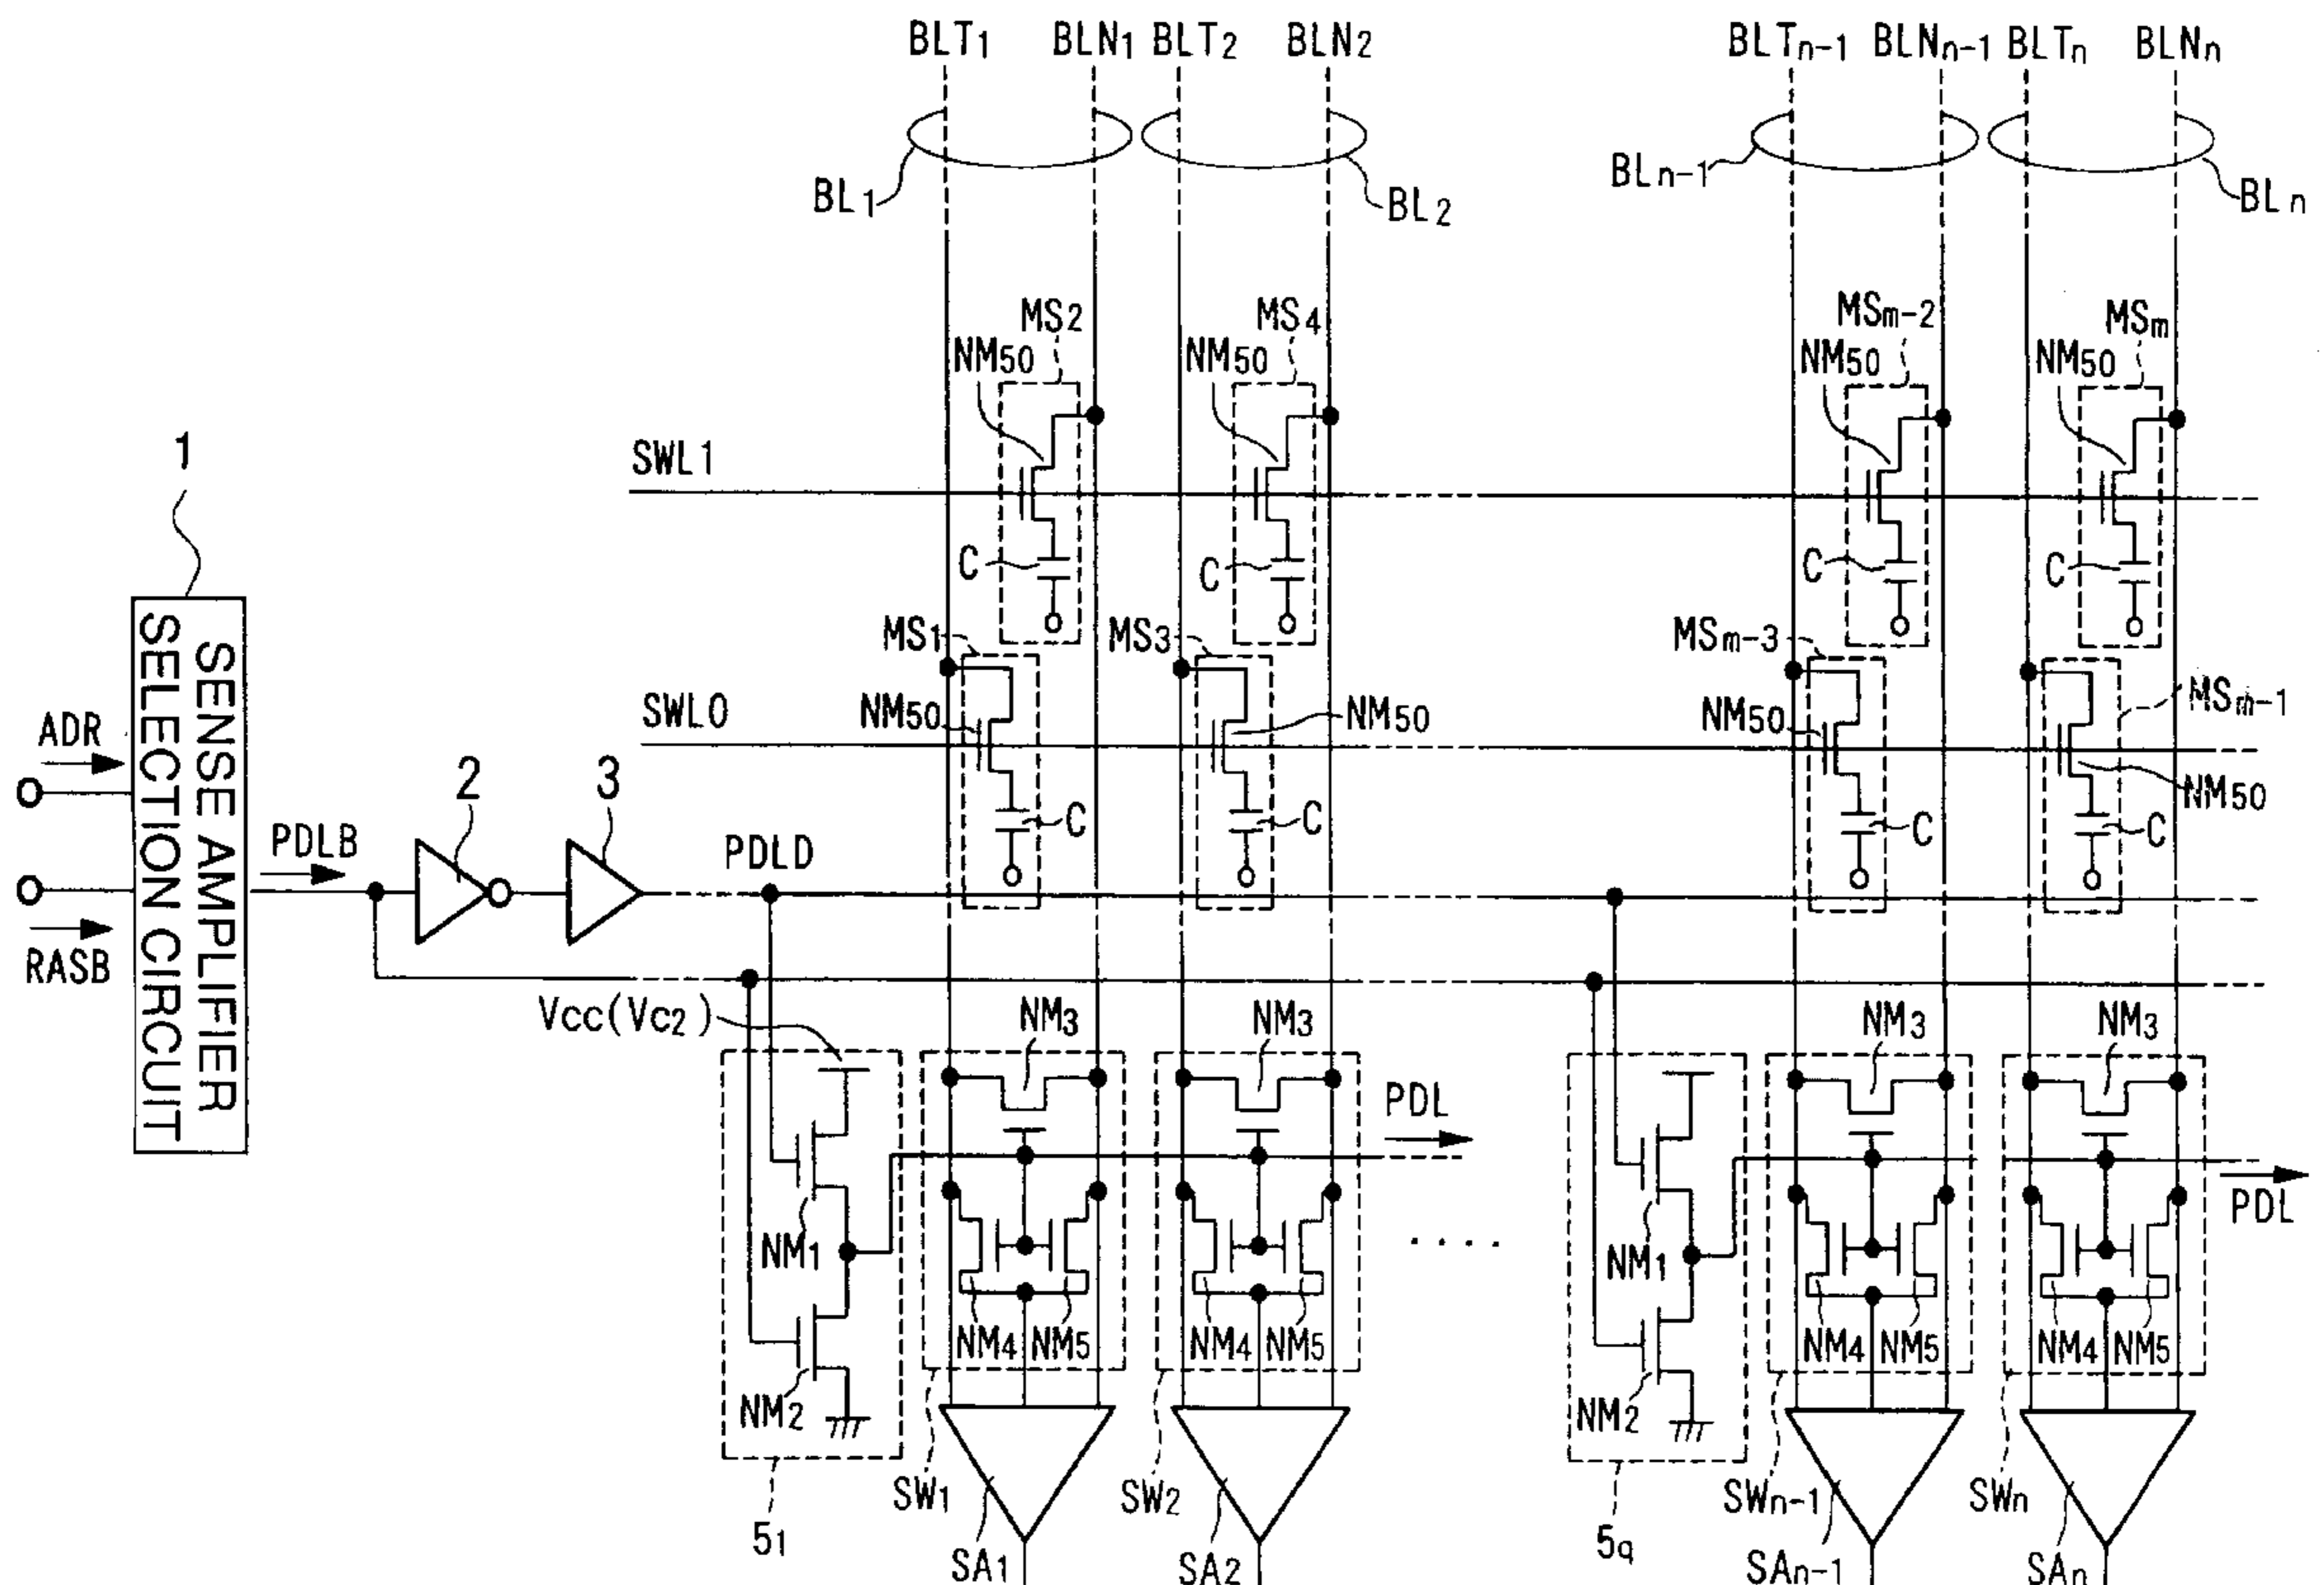 BLT1 BLN1 BLT2 BLN2 BLTn-1 BLNn-1 BLTn BLNn
BL1 BL2 BLn-1 BLn
MS2 MS4 MSm-2 MSm
NM50 NM50 NM50 NM50
1
SWL1
C C C C
MS1 MS3 MSm-3 MSm-1
SWL0 NM50 NM50 NM50 NM50
ADR
SENSE AMPLIFIER
SELECTION CIRCUIT
2 3
PDLB PDLD
C C C C
RASB
Vcc(Vc2) NM3 NM3 NM3 NM3
PDL
PDL
NM1 NM1
....
NM4 NM5 NM4 NM5 NM4 NM5 NM4 NM5
NM2 NM2
SW1 SW2 SWn-1 SWn
51 5q
SA1 SA2 SAn-1 SAn